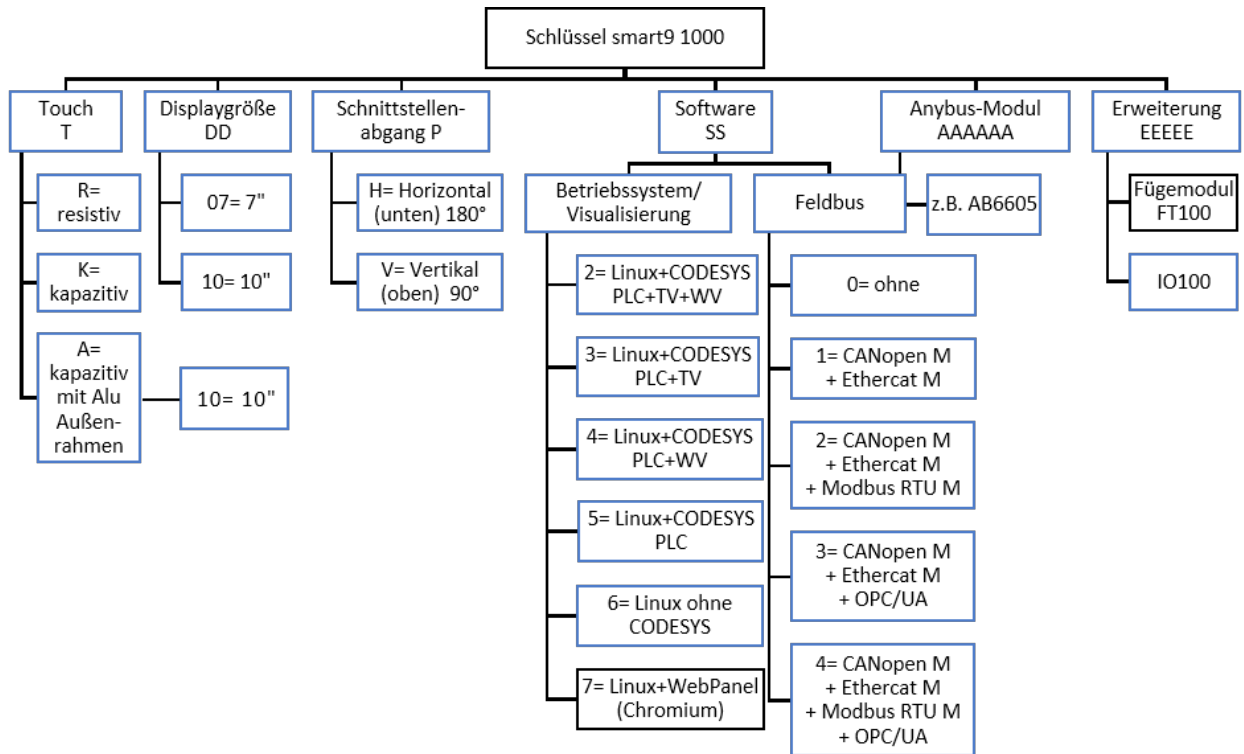 Schlüssel smart9 1000
Touch
T
Displaygröße
DD
Schnittstellen-
abgang P
Software
SS
Anybus-Modul
AAAAAA
Erweiterung
EEEEE
R=
resistiv
K=
kapazitiv
A=
kapazitiv
mit Alu
Außen-
rahmen
07= 7"
10= 10"
10= 10"
H= Horizontal
(unten) 180°
V= Vertikal
(oben) 90°
Betriebssystem/
Visualisierung
2= Linux+CODESYS
PLC+TV+WV
3= Linux+CODESYS
PLC+TV
4= Linux+CODESYS
PLC+WV
5= Linux+CODESYS
PLC
6= Linux ohne
CODESYS
7= Linux+WebPanel
(Chromium)
Feldbus
0= ohne
1= CANopen M
+ Ethercat M
2= CANopen M
+ Ethercat M
+ Modbus RTU M
3= CANopen M
+ Ethercat M
+ OPC/UA
4= CANopen M
+ Ethercat M
+ Modbus RTU M
+ OPC/UA
z.B. AB6605
Fügemodul
FT100
IO100